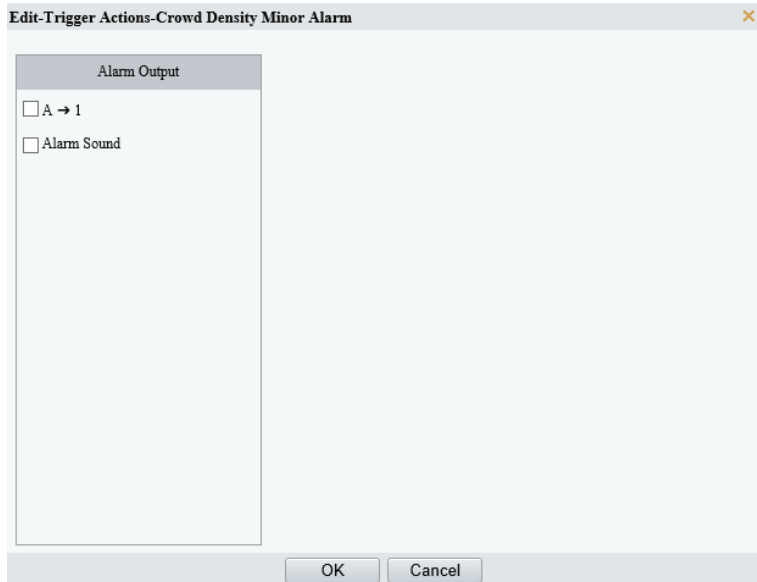 Edit-Trigger Actions-Crowd Density Minor Alarm
Alarm Output
A ➔ 1
Alarm Sound
OK Cancel